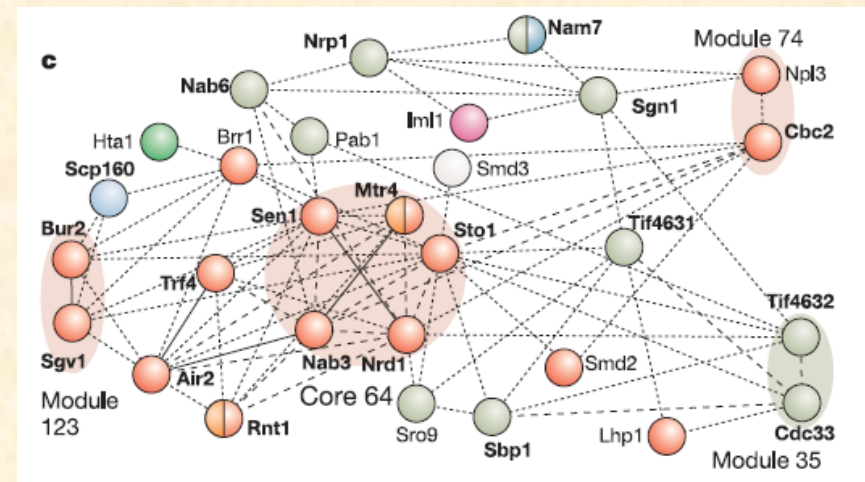 c
Nrp1
Nam7
Module 74
Npl3
Nab6
Sgn1
Iml1
Cbc2
Hta1
Brr1
Pab1
Smd3
Scp160
Mtr4
Sen1
Sto1
Bur2
Tif4631
Trf4
Tif4632
Sgv1
Nab3
Nrd1
Smd2
Air2
Core 64
Module
123
Rnt1
Sro9
Sbp1
Lhp1
Cdc33
Module 35